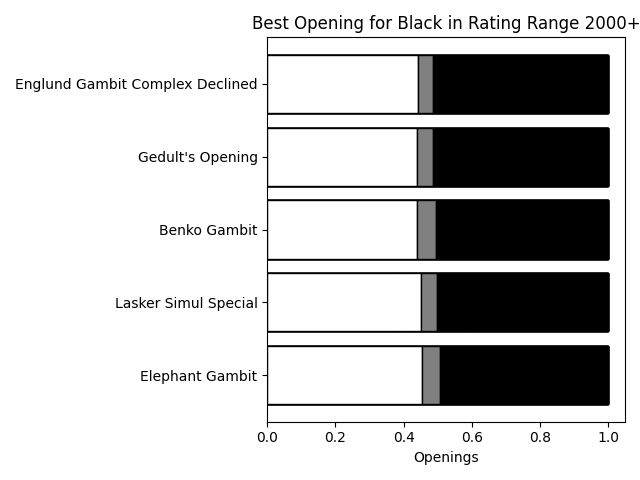 Best Opening for Black in Rating Range 2000+
Englund Gambit Complex Declined
Gedult's Opening
Benko Gambit
Lasker Simul Special
Elephant Gambit
0.0 0.2 0.4 0.6 0.8 1.0
Openings